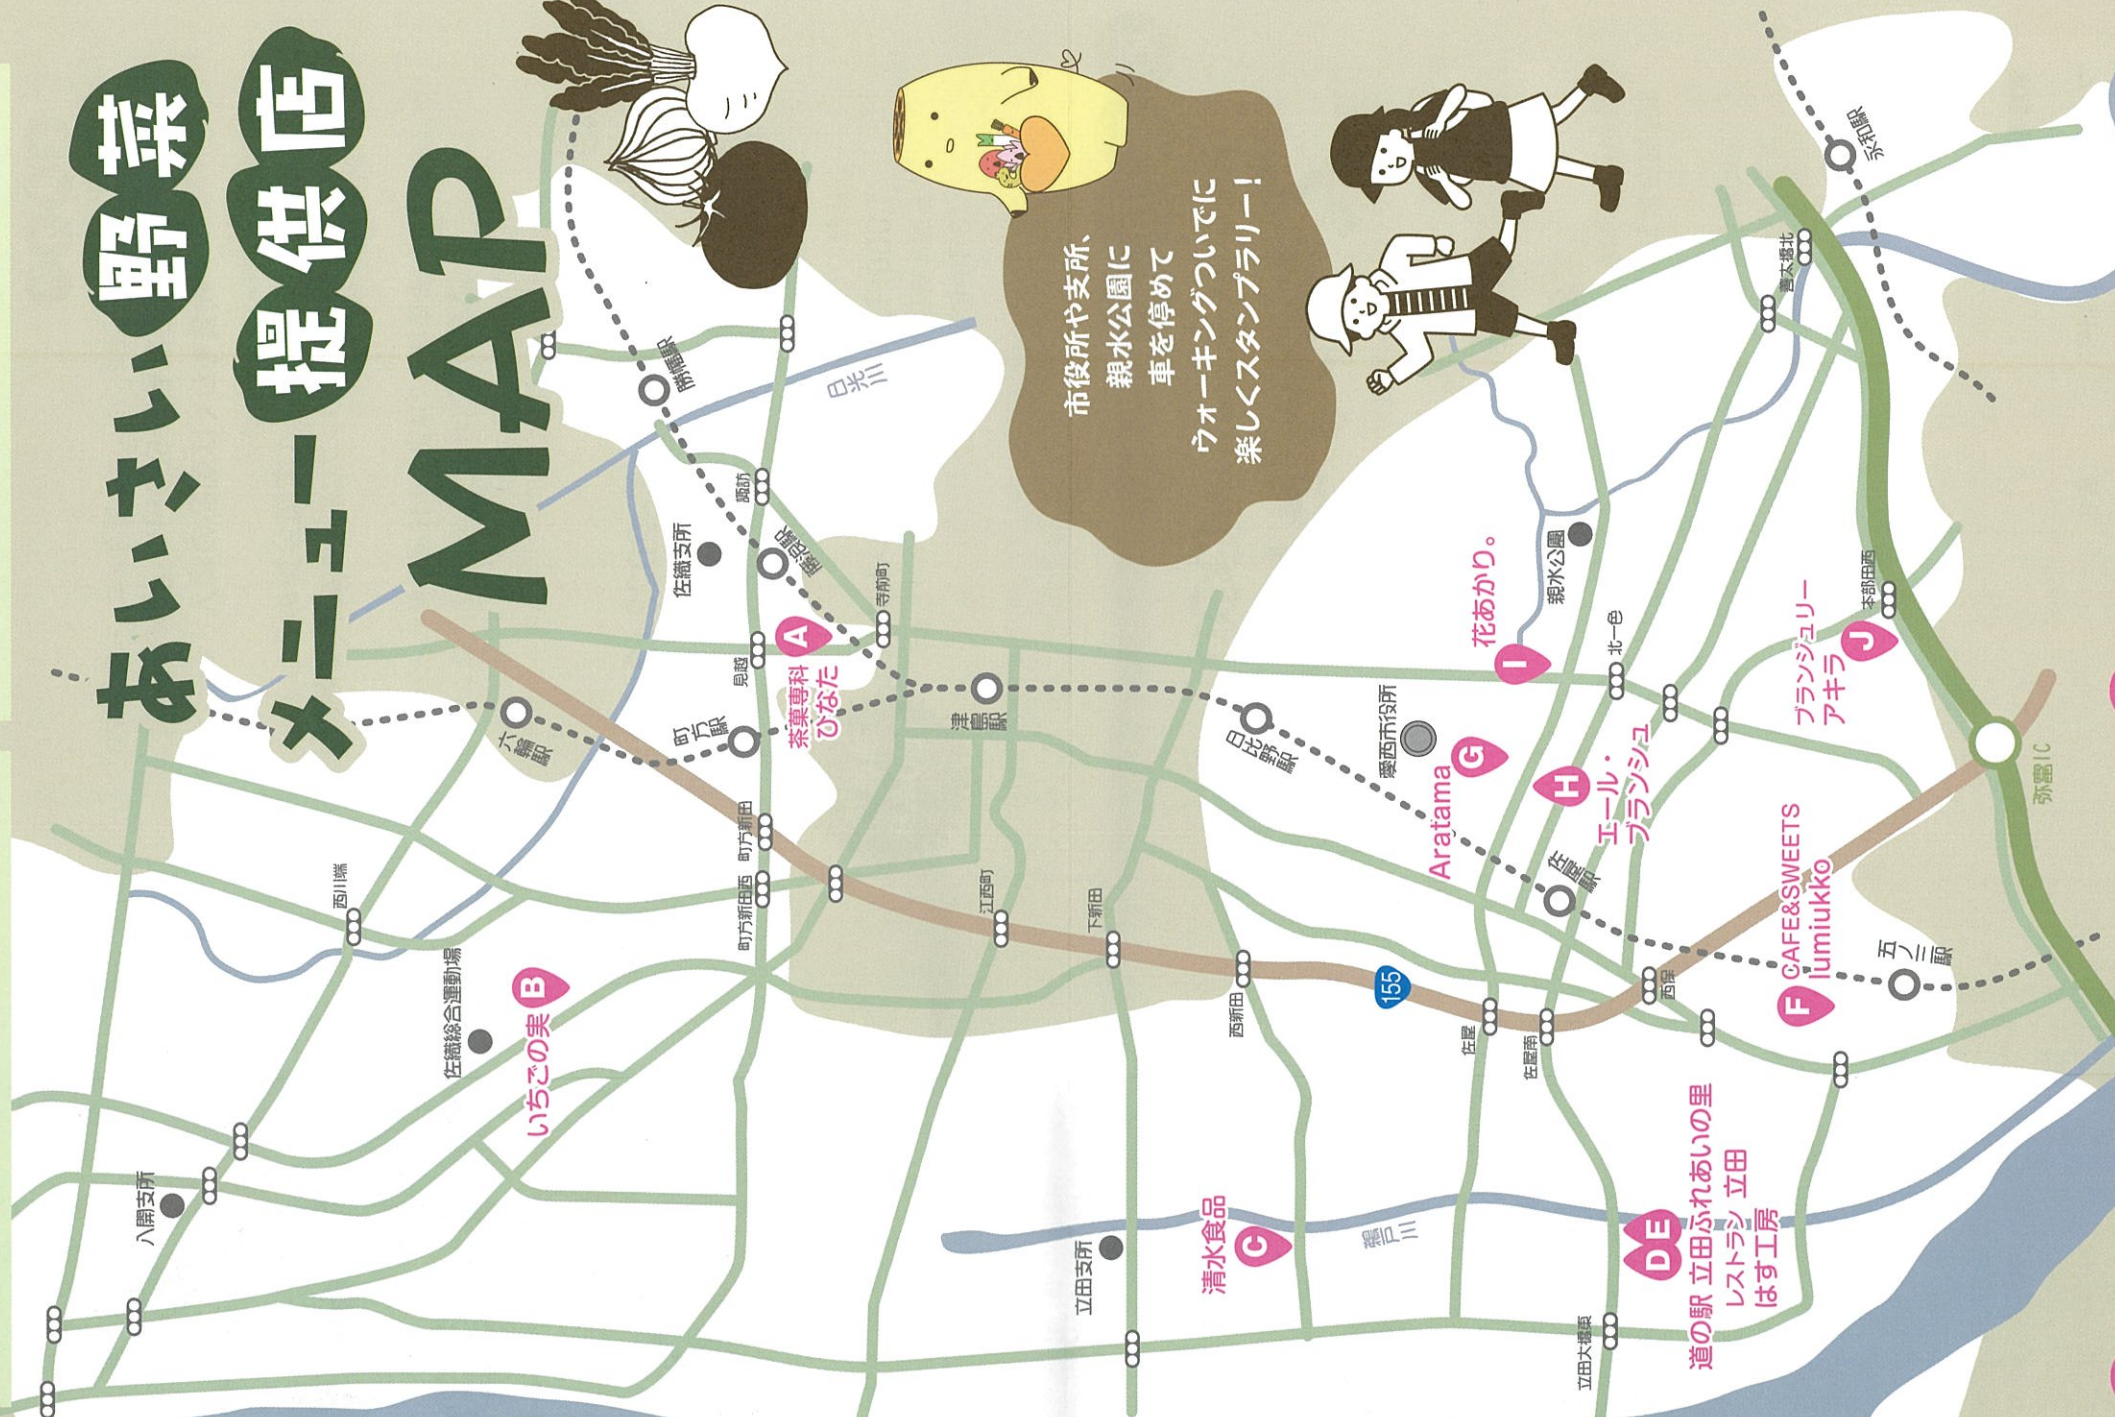 あいさい野菜
メニュー提供店
MAP
市役所や支所、
親水公園に
車を停めて
ウォーキングついでに
楽しくスタンプラリー！
勝幡駅
日光川
諏訪
佐織支所
藤浪駅
寺前町
見越
A
茶菓専科
ひなた
六輪駅
町方駅
津島駅
町方新田
町方新田西
西川端
佐織総合運動場
B
いちごの実
八開支所
江西町
下新田
西新田
155
日比野駅
愛西市役所
G
Aratama
H
エール・
ブランシュ
I
花あかり。
親水公園
北一色
善太橋北
永和駅
本部田西
J
ブランジュリー
アキラ
弥富IC
佐屋駅
佐屋
佐屋南
西保
F
CAFE&SWEETS
lumiukko
五ノ三駅
立田支所
C
清水食品
鵜戸川
D E
道の駅 立田ふれあいの里
レストラン 立田
はす工房
立田大橋東